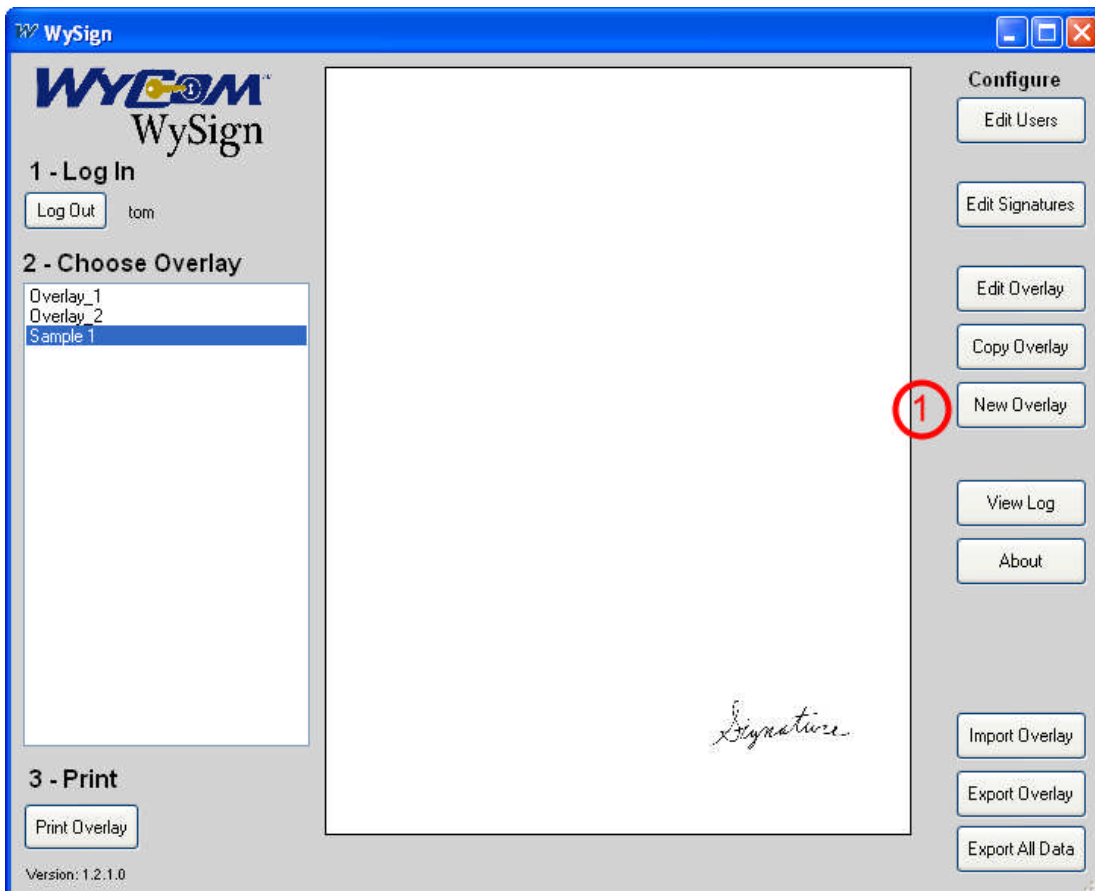 WySign
WYCOM™
WySign
1 - Log In
Log Out tom
2 - Choose Overlay
Overlay_1
Overlay_2
Sample 1
3 - Print
Print Overlay
Version: 1.2.1.0
Signature
Configure
Edit Users
Edit Signatures
Edit Overlay
Copy Overlay
1 New Overlay
View Log
About
Import Overlay
Export Overlay
Export All Data